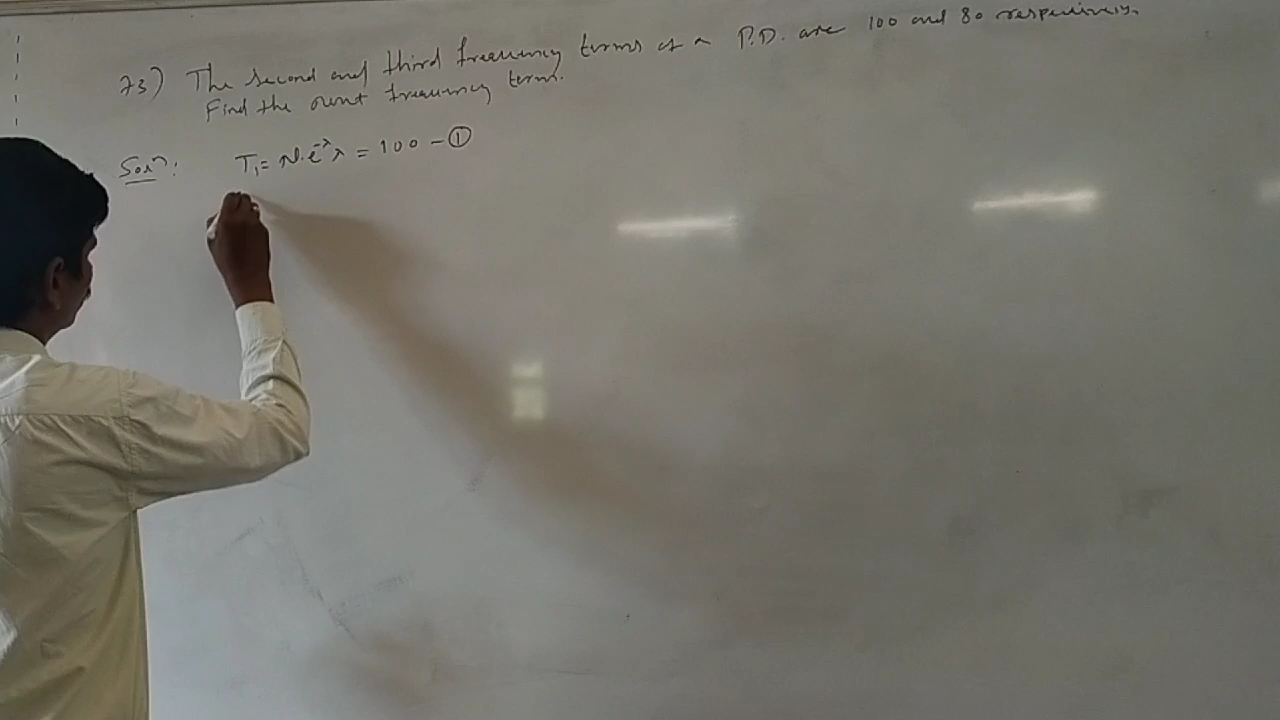 73) The second and third frequency terms of a P.D. are 100 and 80 respectively.
Find the next frequency term.
Soln: T₁ = N.e^-λ λ = 100 - ①